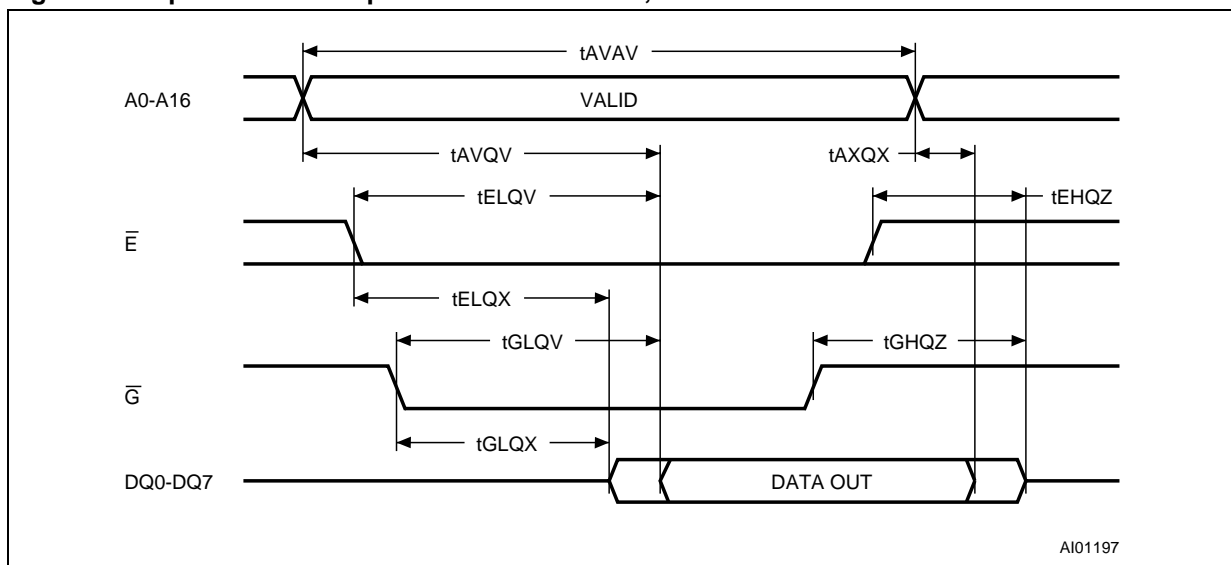 tAVAV
A0-A16
VALID
tAVQV
tAXQX
tELQV
tEHQZ
E̅
tELQX
tGLQV
tGHQZ
G̅
tGLQX
DQ0-DQ7
DATA OUT
AI01197